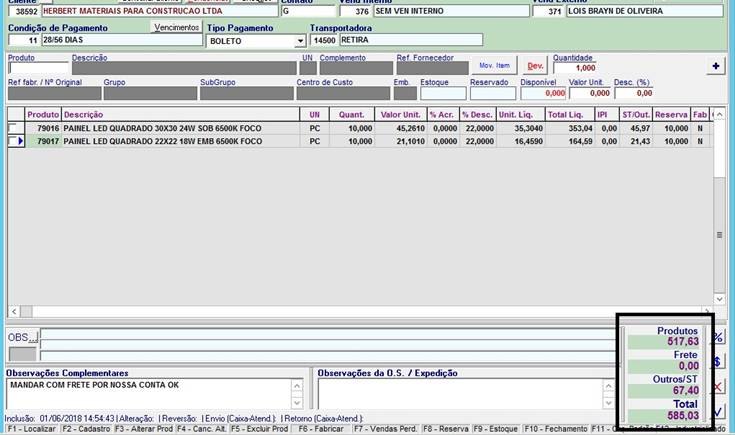 Cliente Contato Vend Interno Vend Externo
38592 HERBERT MATERIAIS PARA CONSTRUCAO LTDA G 376 SEM VEN INTERNO 371 LOIS BRAYN DE OLIVEIRA
Condição de Pagamento Vencimentos Tipo Pagamento Transportadora
11 28/56 DIAS BOLETO 14500 RETIRA
Produto Descrição UN Complemento Ref. Fornecedor Mov. Item Dev. Quantidade
1,000
Ref fabr. / Nº Original Grupo SubGrupo Centro de Custo Emb. Estoque Reservado Disponível Valor Unit. Desc. (%)
0,000 0,000 0,00
Produto Descrição UN Quant. Valor Unit. % Acr. % Desc. Unit. Liq. Total Liq. IPI ST/Out. Reserva Fab
79016 PAINEL LED QUADRADO 30X30 24W SOB 6500K FOCO PC 10,000 45,2610 0,0000 22,0000 35,3040 353,04 0,00 45,97 10,000 N
79017 PAINEL LED QUADRADO 22X22 18W EMB 6500K FOCO PC 10,000 21,1010 0,0000 22,0000 16,4590 164,59 0,00 21,43 10,000 N
OBS...
Produtos
517,63 %
Frete
0,00 $
Outros/ST
67,40 X
Total
585,03 V
Observações Complementares Observações da O.S. / Expedição
MANDAR COM FRETE POR NOSSA CONTA OK
Inclusão: 01/06/2018 14:54:43 |Alteração: | Reversão: | Envio (Caixa-Atend.): | Retorno (Caixa-Atend.):
F1 - Localizar F2 - Cadastro F3 - Alterar Prod F4 - Canc. Alt. F5 - Excluir Prod F6 - Fabricar F7 - Vendas Perd. F8 - Reserva F9 - Estoque F10 - Fechamento